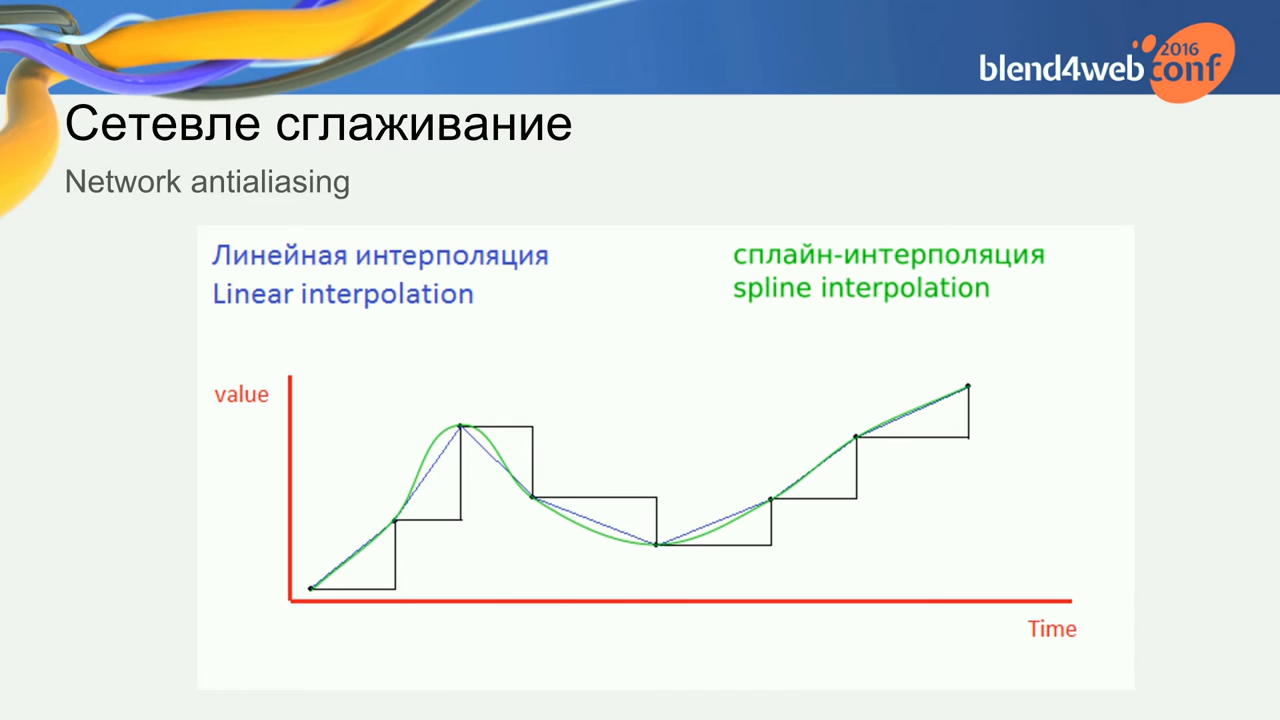 blend4web 2016 conf
Сетевле сглаживание
Network antialiasing
Линейная интерполяция
Linear interpolation
сплайн-интерполяция
spline interpolation
value
Time